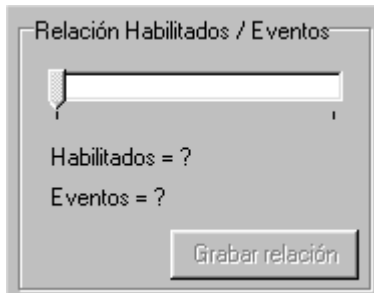 Relación Habilitados / Eventos
Habilitados = ?
Eventos = ?
Grabar relación